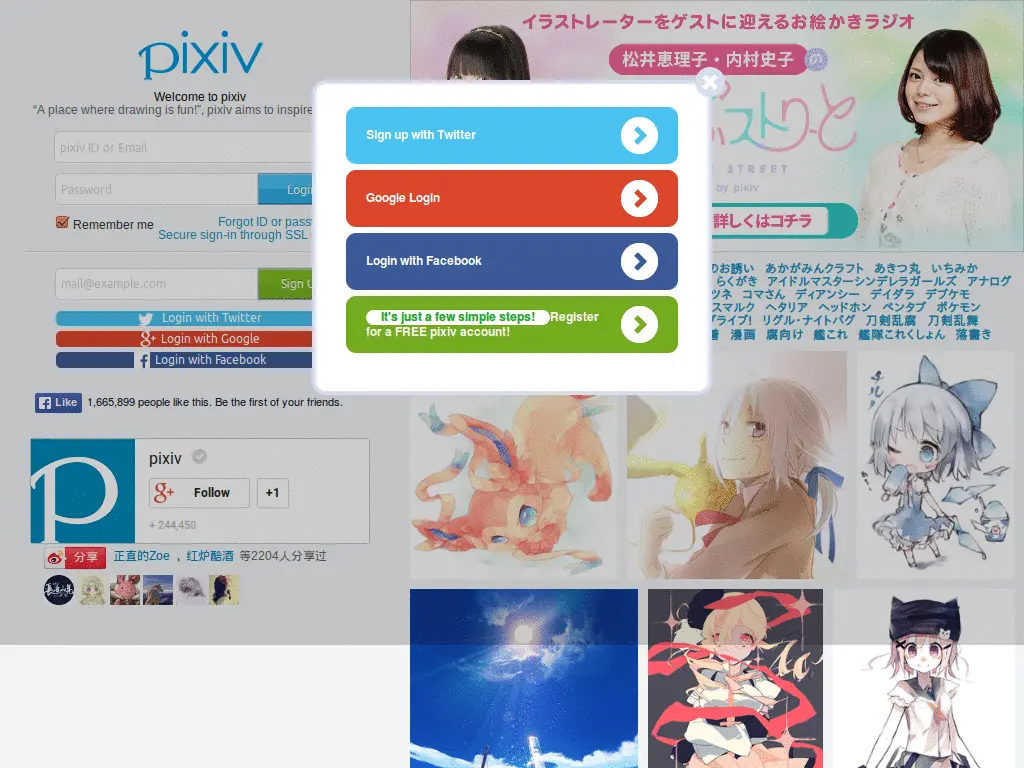 pixiv
Welcome to pixiv
“A place where drawing is fun!”, pixiv aims to inspire
pixiv ID or Email
Password
Login
Remember me
Forgot ID or pass
Secure sign-in through SSL
mail@example.com
Sign U
Login with Twitter
Login with Google
Login with Facebook
Like
1,665,899 people like this. Be the first of your friends.
pixiv
Follow
+1
+ 244,450
分享
正直的Zoe ，红炉酷酒 等2204人分享过
Sign up with Twitter
Google Login
Login with Facebook
It's just a few simple steps! Register
for a FREE pixiv account!
イラストレーターをゲストに迎えるお絵かきラジオ
松井恵理子・内村史子 の
ストりーと
STREET
by pixiv
詳しくはコチラ
のお誘い あかがみんクラフト あきつ丸 いちみか
らくがき アイドルマスターシンデレラガールズ アナログ
ツネ コマさん ディアンシー デイダラ デブケモ
スマルク ヘタリア ヘッドホン ペンタブ ポケモン
ブライブ! リグル・ナイトバグ 刀剣乱腐 刀剣乱舞
漫画 腐向け 艦これ 艦隊これくしょん 落書き
チルノ